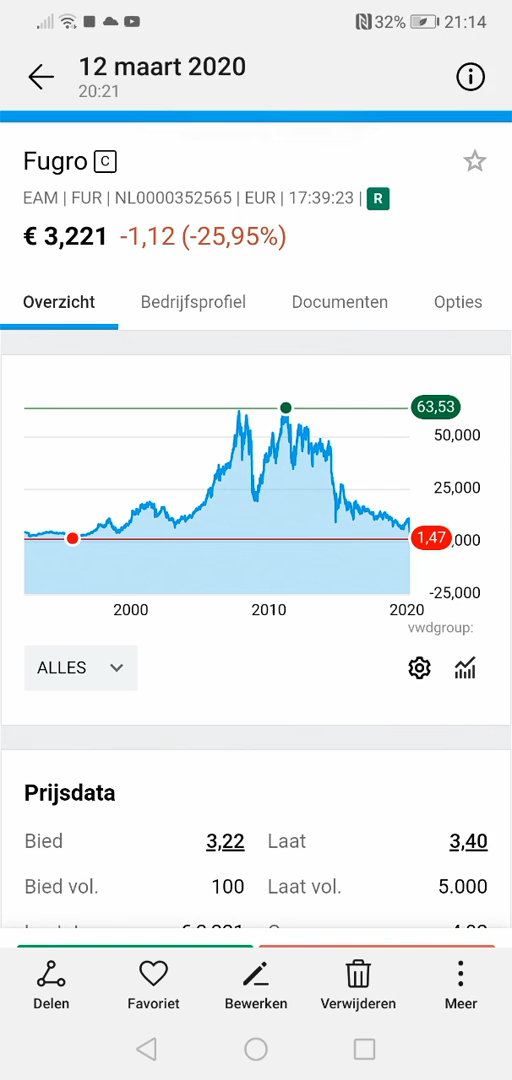 32% 21:14
12 maart 2020
20:21
Fugro C
EAM | FUR | NL0000352565 | EUR | 17:39:23 | R
€ 3,221 -1,12 (-25,95%)
Overzicht Bedrijfsprofiel Documenten Opties
63,53
50,000
25,000
1,47 ,000
-25,000
2000 2010 2020
vwdgroup:
ALLES
Prijsdata
Bied 3,22 Laat 3,40
Bied vol. 100 Laat vol. 5.000
Delen Favoriet Bewerken Verwijderen Meer